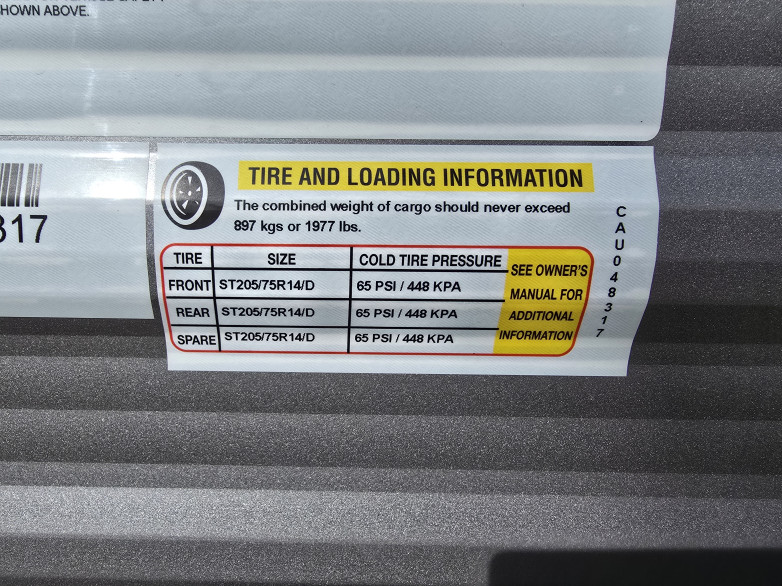 SHOWN ABOVE.
317
TIRE AND LOADING INFORMATION
The combined weight of cargo should never exceed
897 kgs or 1977 lbs.
TIRE SIZE COLD TIRE PRESSURE
FRONT ST205/75R14/D 65 PSI / 448 KPA
REAR ST205/75R14/D 65 PSI / 448 KPA
SPARE ST205/75R14/D 65 PSI / 448 KPA
SEE OWNER'S
MANUAL FOR
ADDITIONAL
INFORMATION
CAU048317